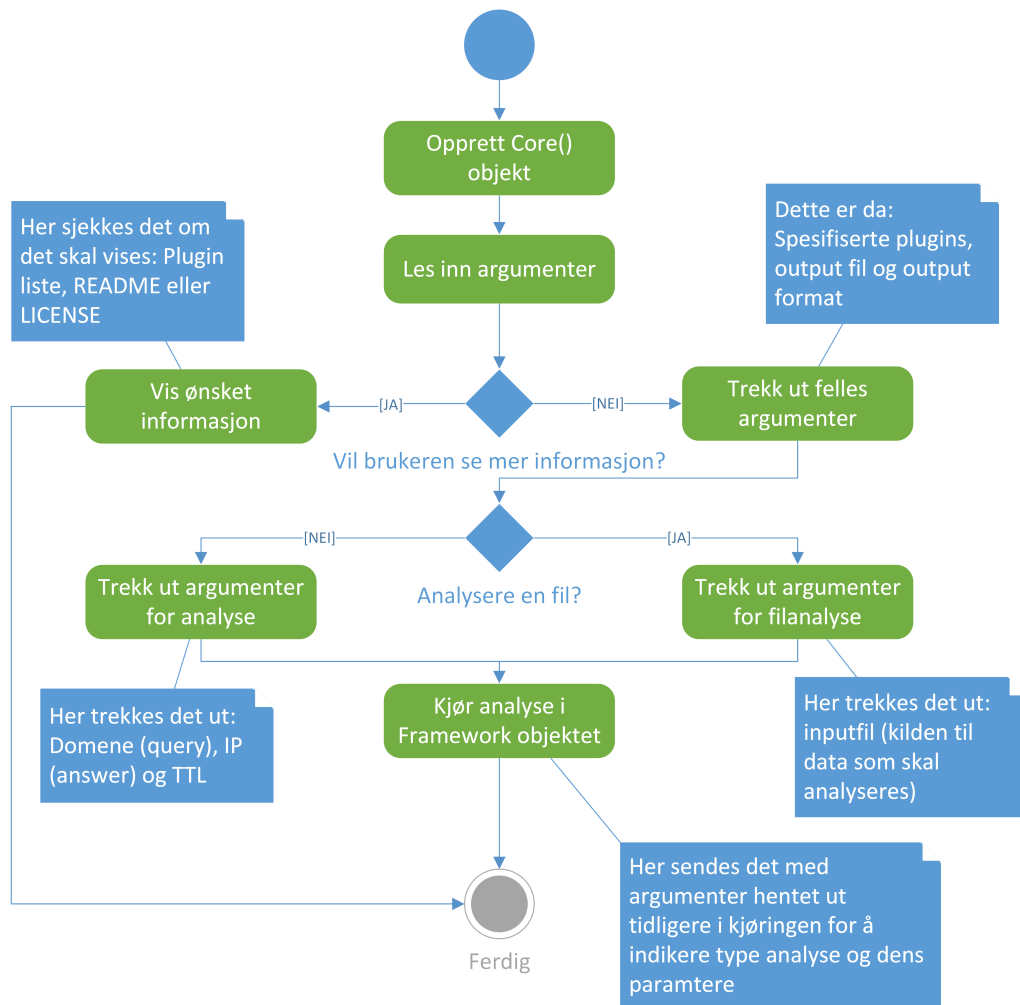 Opprett Core()
objekt
Her sjekkes det om
det skal vises: Plugin
liste, README eller
LICENSE
Les inn argumenter
Dette er da:
Spesifiserte plugins,
output fil og output
format
Vis ønsket
informasjon
[JA]
[NEI]
Trekk ut felles
argumenter
Vil brukeren se mer informasjon?
[NEI]
[JA]
Trekk ut argumenter
for analyse
Analysere en fil?
Trekk ut argumenter
for filanalyse
Her trekkes det ut:
Domene (query), IP
(answer) og TTL
Kjør analyse i
Framework objektet
Her trekkes det ut:
inputfil (kilden til
data som skal
analyseres)
Her sendes det med
argumenter hentet ut
tidligere i kjøringen for å
indikere type analyse og dens
paramtere
Ferdig